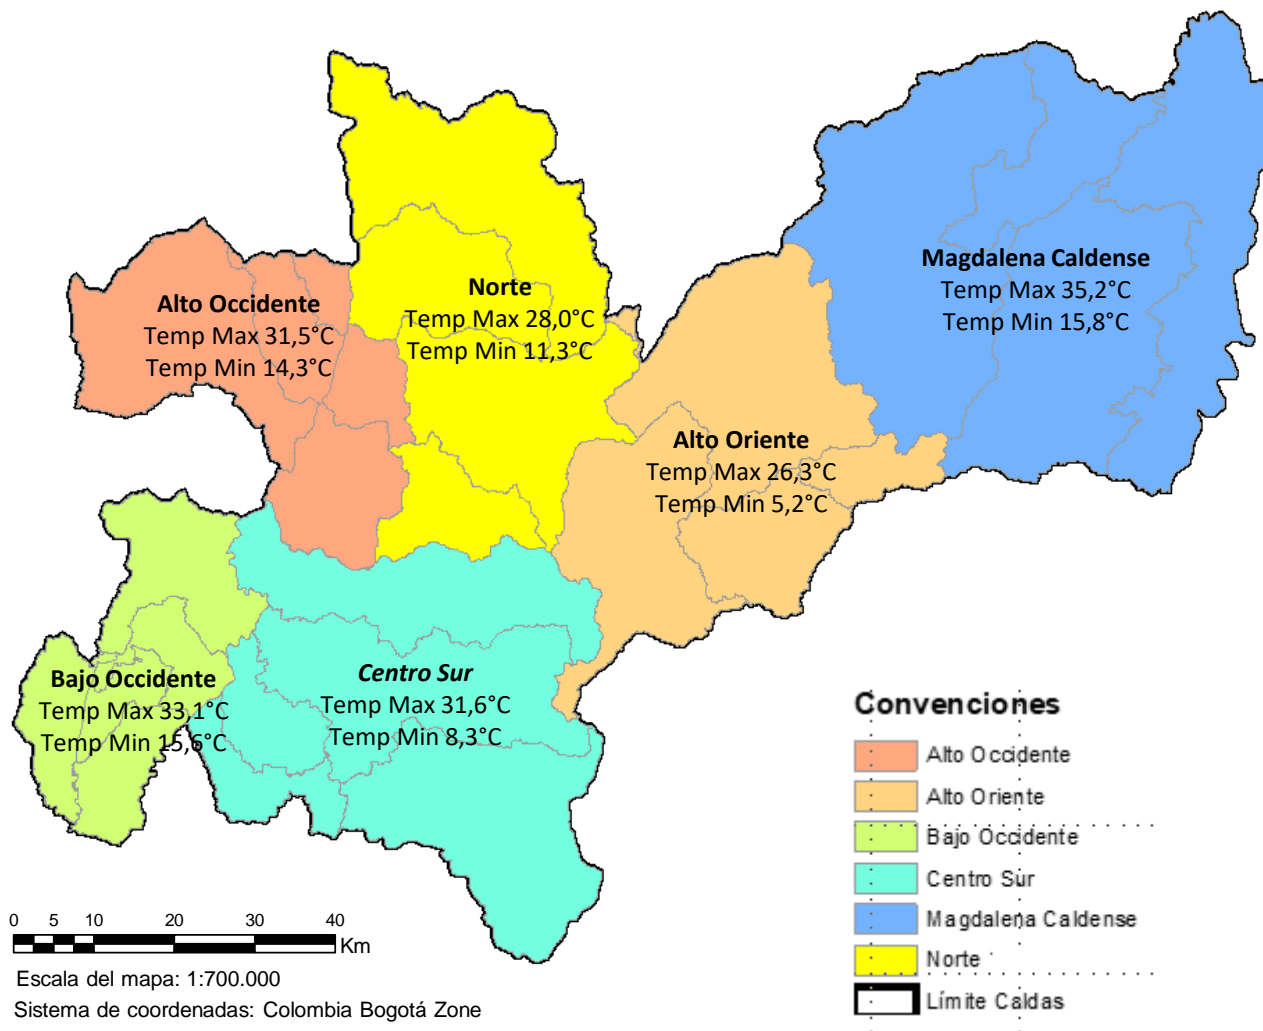 Magdalena Caldense
Temp Max 35,2°C
Temp Min 15,8°C
Norte
Temp Max 28,0°C
Temp Min 11,3°C
Alto Occidente
Temp Max 31,5°C
Temp Min 14,3°C
Alto Oriente
Temp Max 26,3°C
Temp Min 5,2°C
Bajo Occidente
Temp Max 33,1°C
Temp Min 15,6°C
Centro Sur
Temp Max 31,6°C
Temp Min 8,3°C
Convenciones
Alto Occidente
Alto Oriente
Bajo Occidente
Centro Sur
Magdalena Caldense
Norte
Límite Caldas
0 5 10 20 30 40
Km
Escala del mapa: 1:700.000
Sistema de coordenadas: Colombia Bogotá Zone